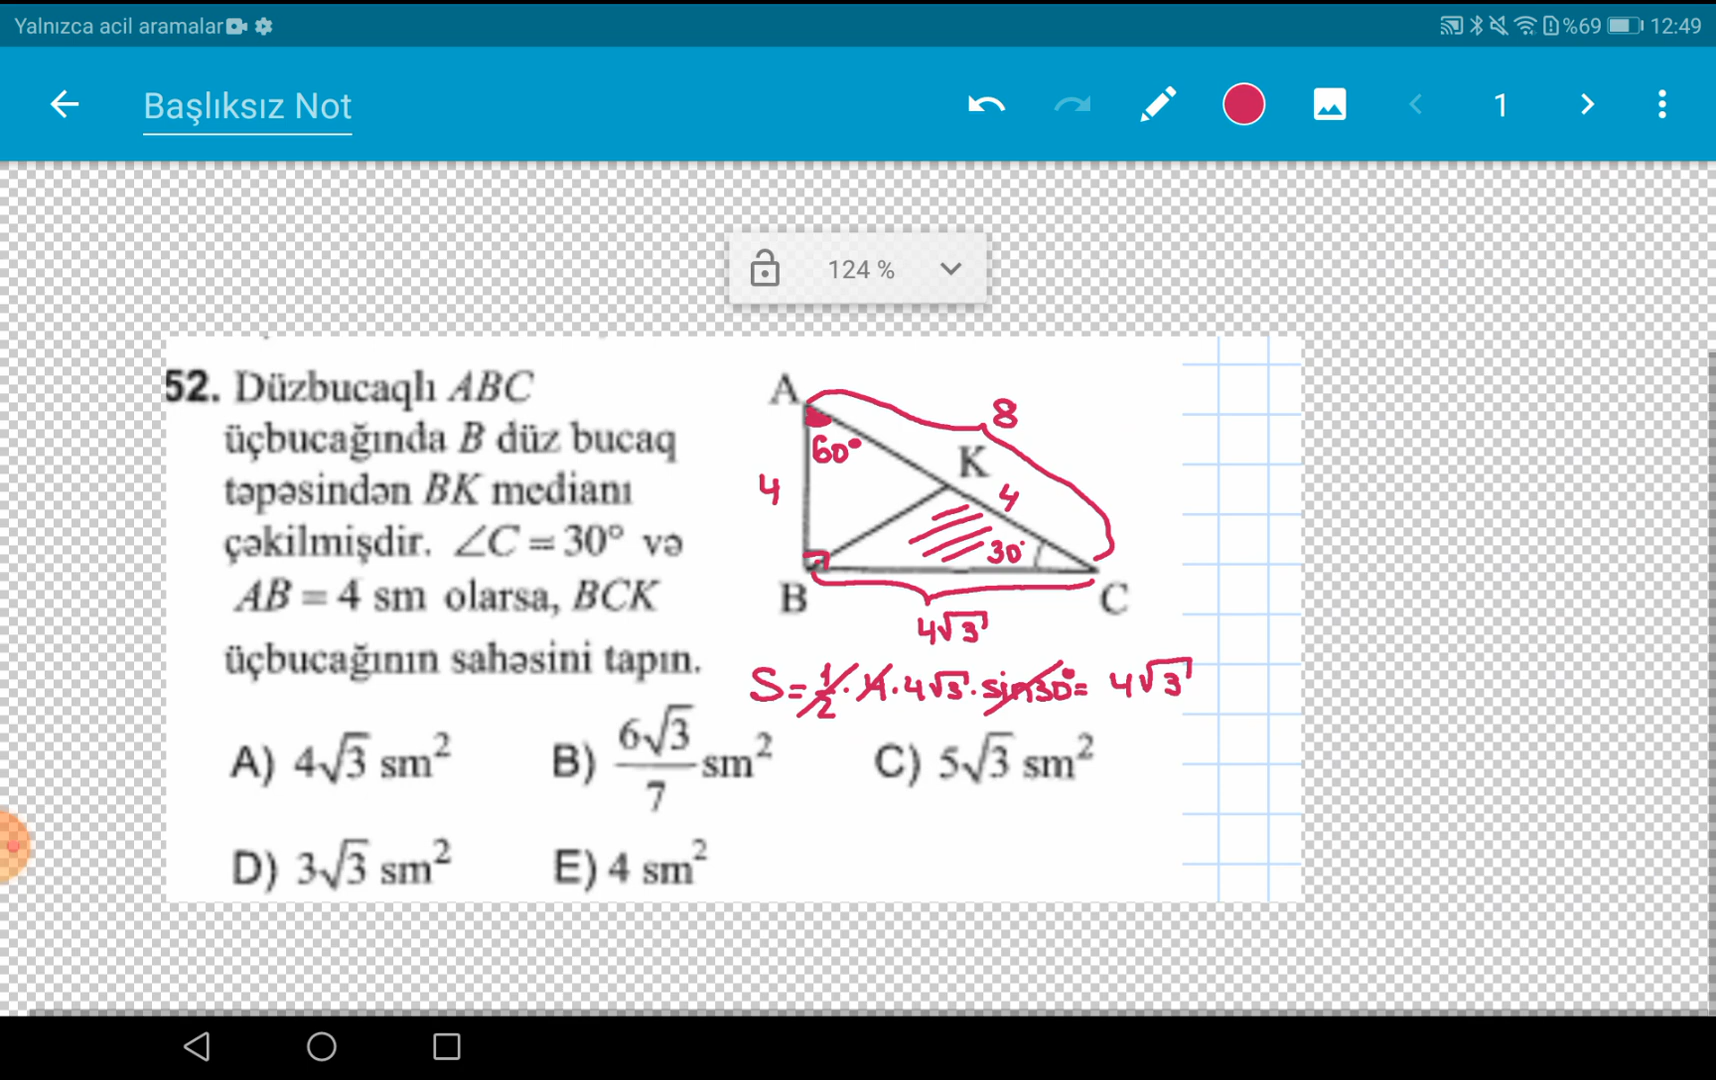 Yalnızca acil aramalar %69 12:49
Başlıksız Not 1
124 %
52. Düzbucaqlı ABC
üçbucağında B düz bucaq
təpəsindən BK medianı
çəkilmişdir. ∠C = 30° və
AB = 4 sm olarsa, BCK
üçbucağının sahəsini tapın.
A 8
60° K
4 4
30°
B C
4√3
S = 1/2 · 4 · 4√3 · sin30° = 4√3
A) 4√3 sm² B) 6√3/7 sm² C) 5√3 sm²
D) 3√3 sm² E) 4 sm²